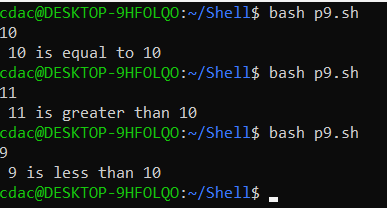 cdac@DESKTOP-9HFOLQO:~/Shell$ bash p9.sh
10
 10 is equal to 10
cdac@DESKTOP-9HFOLQO:~/Shell$ bash p9.sh
11
 11 is greater than 10
cdac@DESKTOP-9HFOLQO:~/Shell$ bash p9.sh
9
 9 is less than 10
cdac@DESKTOP-9HFOLQO:~/Shell$